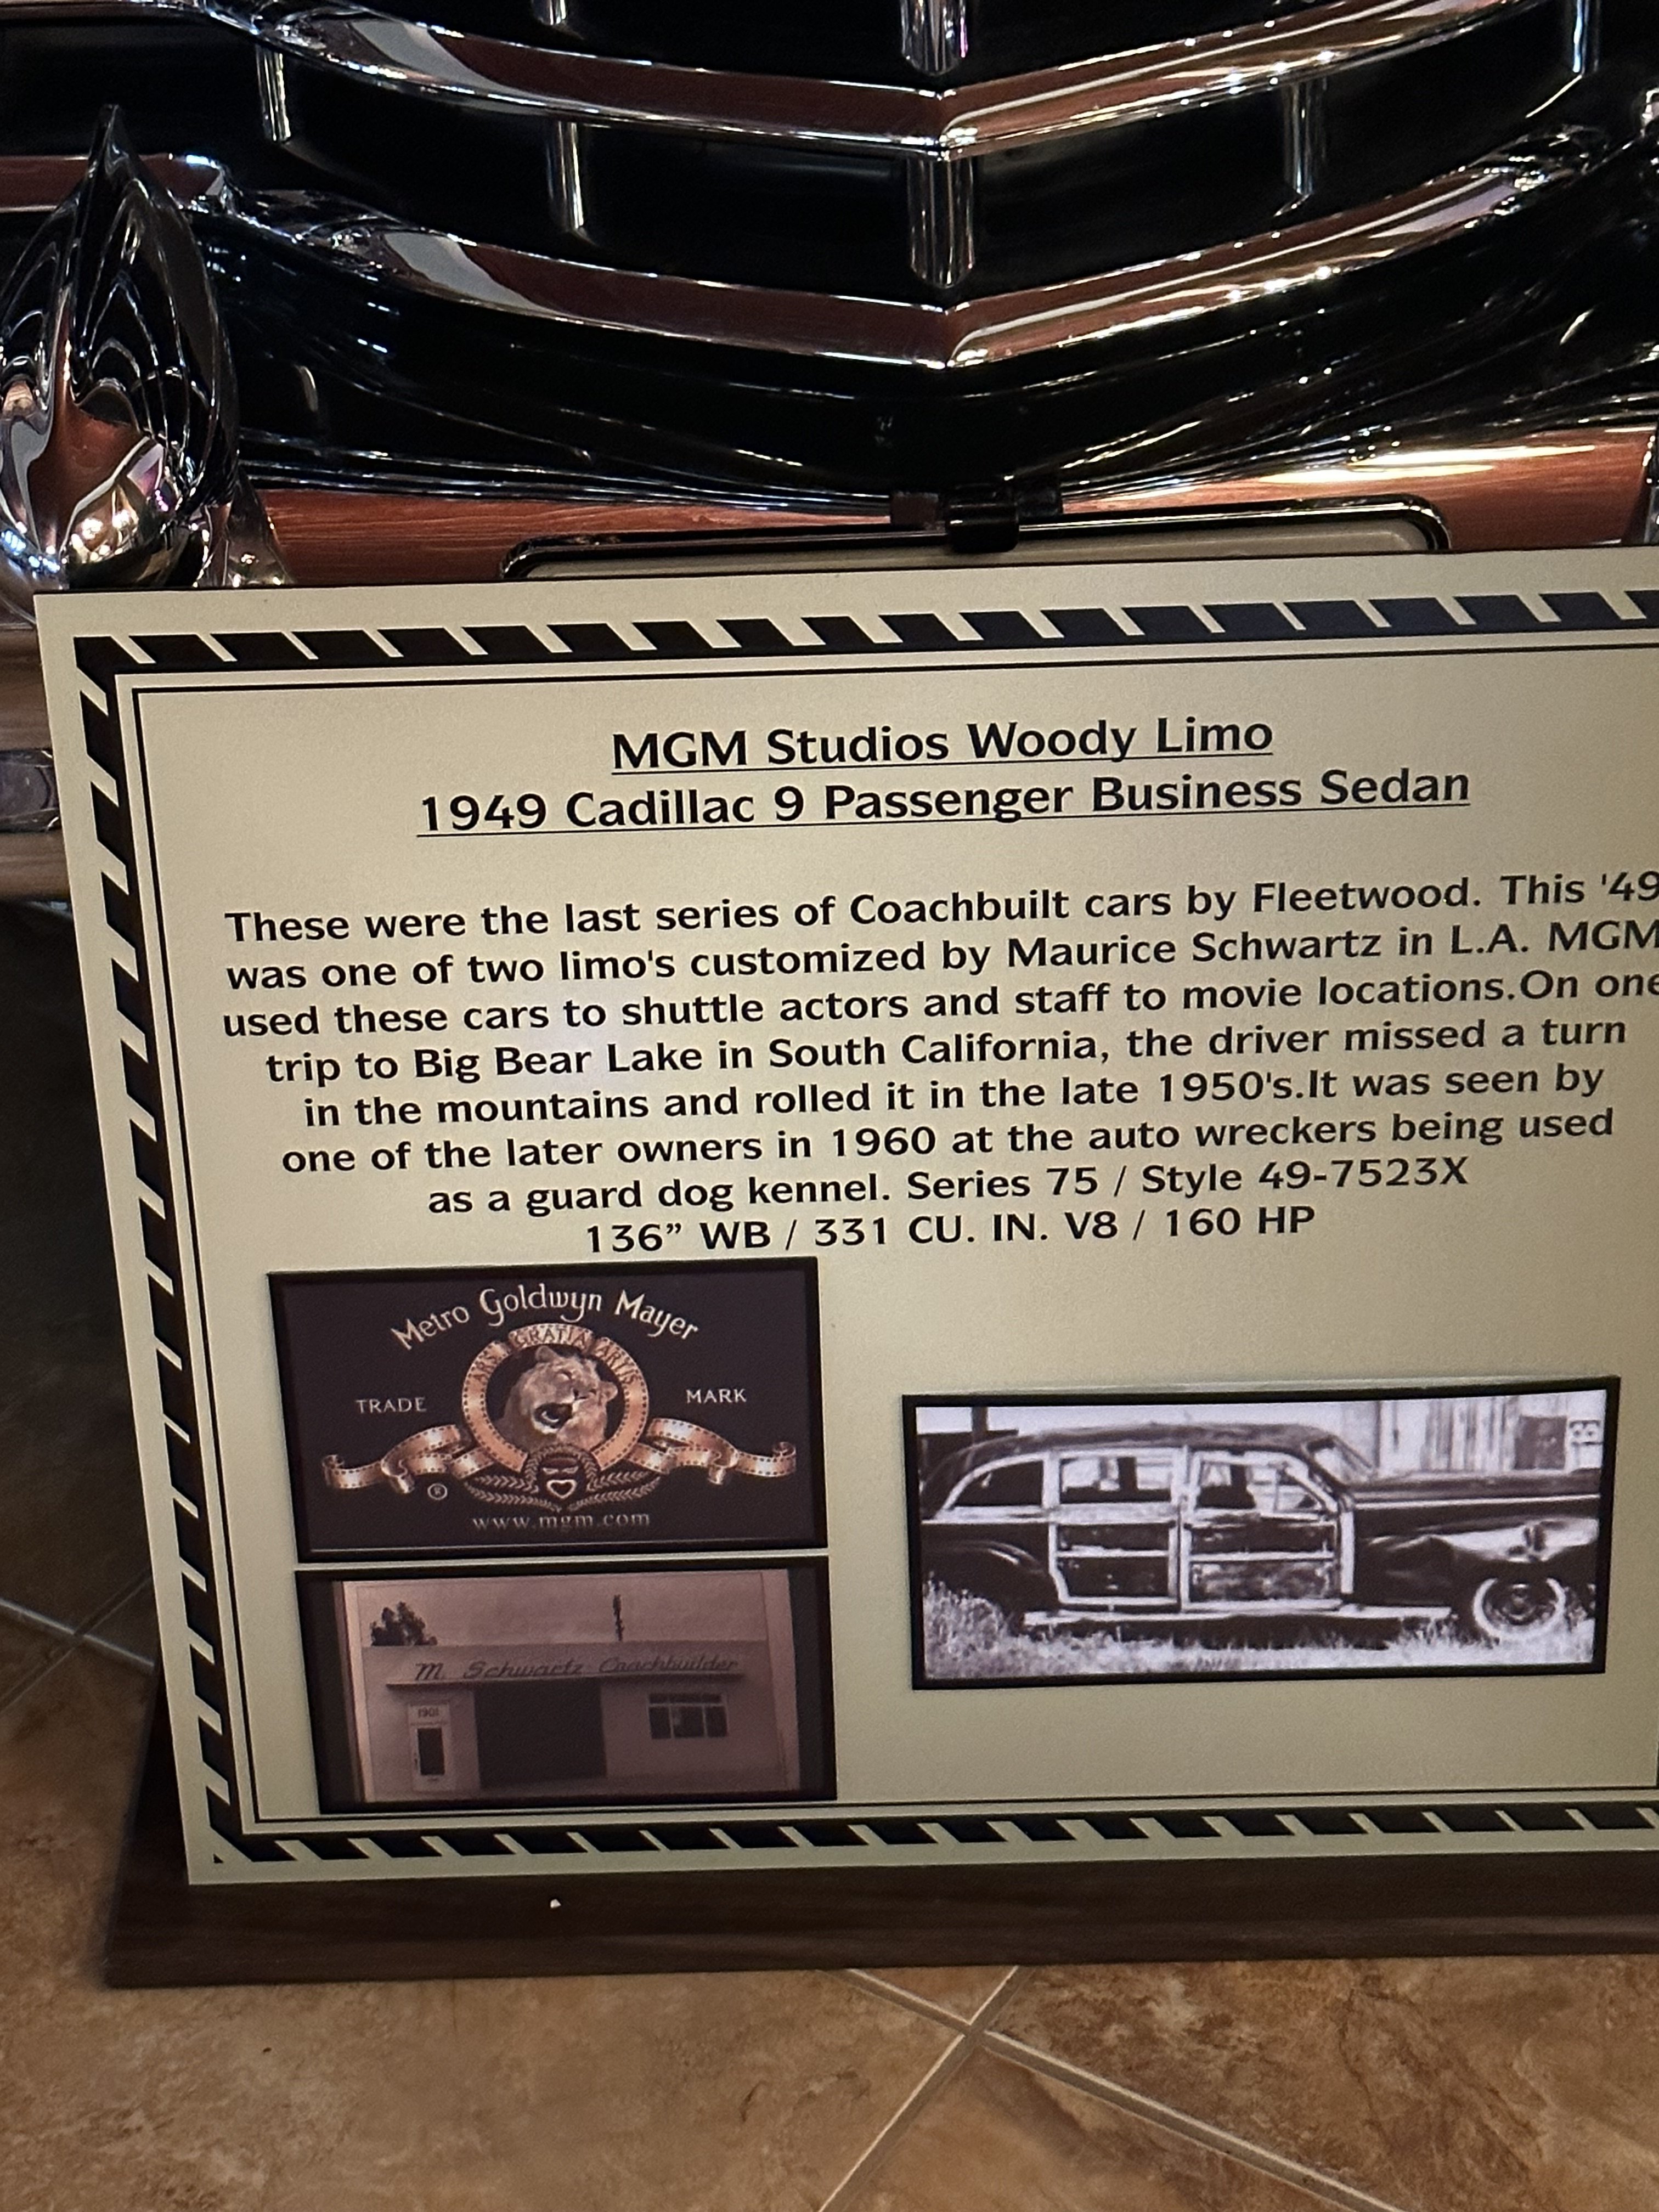 MGM Studios Woody Limo
1949 Cadillac 9 Passenger Business Sedan
These were the last series of Coachbuilt cars by Fleetwood. This '49
was one of two limo's customized by Maurice Schwartz in L.A. MGM
used these cars to shuttle actors and staff to movie locations.On one
trip to Big Bear Lake in South California, the driver missed a turn
in the mountains and rolled it in the late 1950's.It was seen by
one of the later owners in 1960 at the auto wreckers being used
as a guard dog kennel. Series 75 / Style 49-7523X
136” WB / 331 CU. IN. V8 / 160 HP
Metro Goldwyn Mayer
ARS GRATIA ARTIS
TRADE MARK
®
www.mgm.com
M. Schwartz Coachbuilder
1901